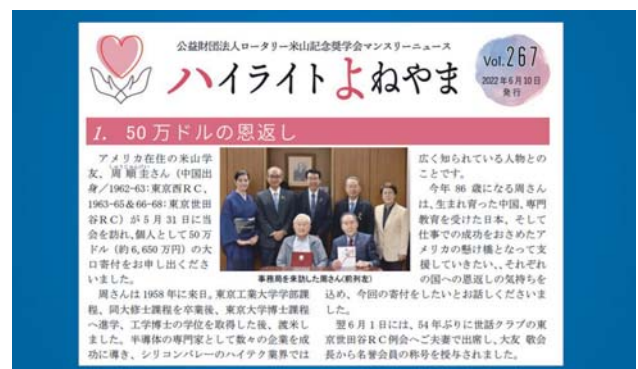 公益財団法人ロータリー米山記念奨学会マンスリーニュース
ハイライトよねやま
Vol.267
2022年6月10日
発行
1. 50万ドルの恩返し
アメリカ在住の米山学
友、周 順圭さん（中国出
身／1962-63：東京西RC、
1963-65＆66-68：東京世田
谷RC）が5月31日に当
会を訪れ、個人として50万
ドル（約6,650万円）の大
口寄付をお申し出くださ
いました。
周さんは1958年に来日。東京工業大学学部課
程、同大修士課程を卒業後、東京大学博士課程
へ進学、工学博士の学位を取得した後、渡米し
ました。半導体の専門家として数々の企業を成
功に導き、シリコンバレーのハイテク業界では
事務局を来訪した周さん(前列左)
広く知られている人物との
ことです。
今年86歳になる周さん
は、生まれ育った中国、専門
教育を受けた日本、そして
仕事での成功をおさめたア
メリカの懸け橋となって支
援していきたい、、それぞれ
の国への恩返しの気持ちを
込め、今回の寄付をしたいとお話しくださいま
した。
翌6月1日には、54年ぶりに世話クラブの東
京世田谷RC例会へご夫妻で出席し、大友 敬会
長から名誉会員の称号を授与されました。